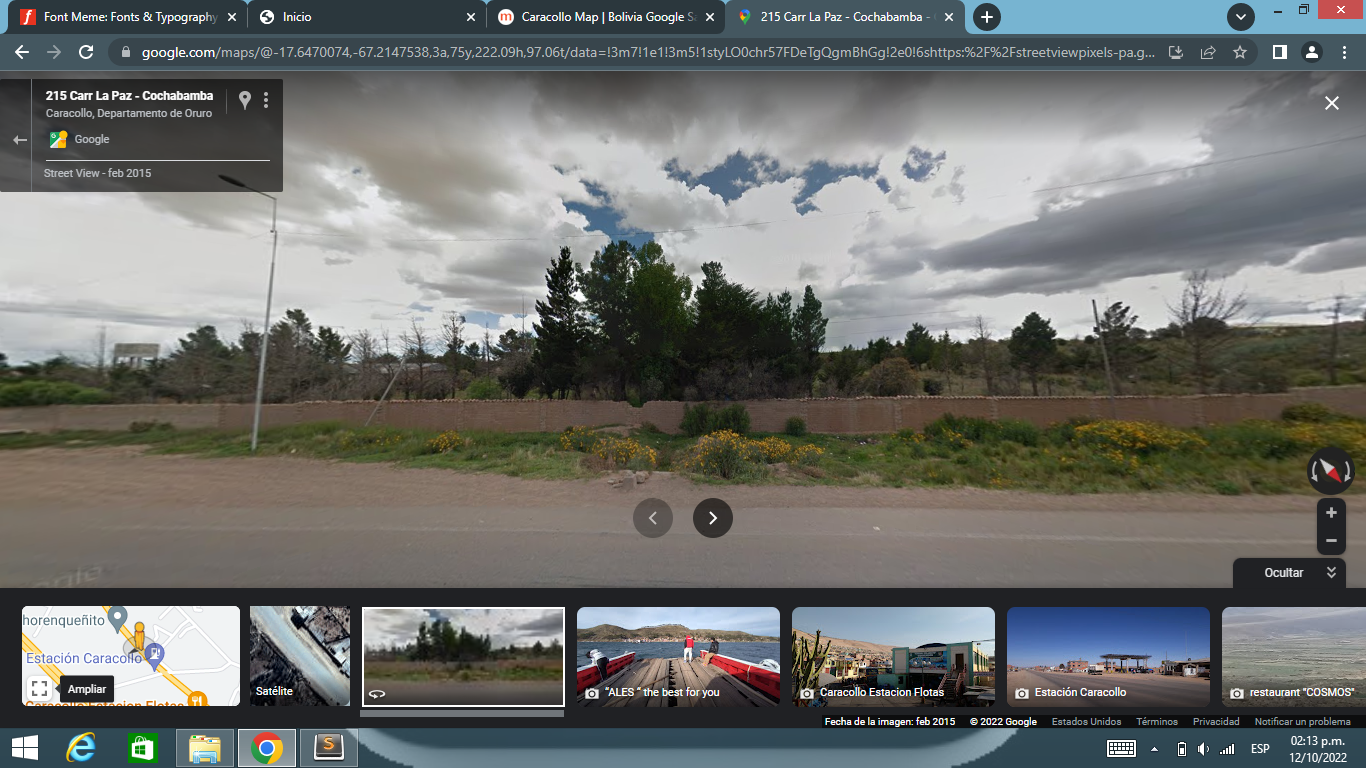 Font Meme: Fonts & Typography
Inicio
Caracollo Map | Bolivia Google Sa
215 Carr La Paz - Cochabamba -
google.com/maps/@-17.6470074,-67.2147538,3a,75y,222.09h,97.06t/data=!3m7!1e1!3m5!1styLO0chr57FDeTgQgmBhGg!2e0!6shttps:%2F%2Fstreetviewpixels-pa.g...
215 Carr La Paz - Cochabamba
Caracollo, Departamento de Oruro
Google
Street View - feb 2015
Ocultar
horenqueñito
Estación Caracollo
Ampliar
Caracollo Estacion Flotas
Satélite
"ALES " the best for you
Caracollo Estacion Flotas
Estación Caracollo
restaurant "COSMOS"
Fecha de la imagen: feb 2015 © 2022 Google Estados Unidos Términos Privacidad Notificar un problema
ESP
02:13 p.m.
12/10/2022